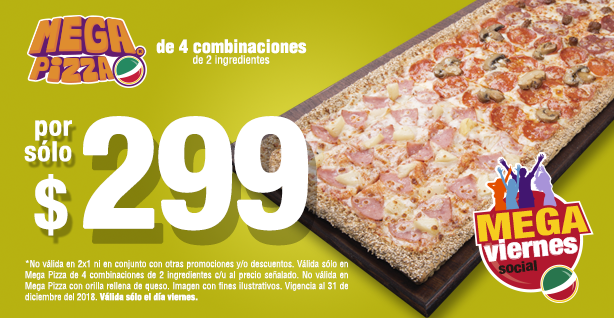 MEGA
PiZZA
de 4 combinaciones
de 2 ingredientes
por
sólo
$299
MEGA
viernes
social
*No válida en 2x1 ni en conjunto con otras promociones y/o descuentos. Válida sólo en
Mega Pizza de 4 combinaciones de 2 ingredientes c/u al precio señalado. No válida en
Mega Pizza con orilla rellena de queso. Imagen con fines ilustrativos. Vigencia al 31 de
diciembre del 2018. Válida sólo el día viernes.